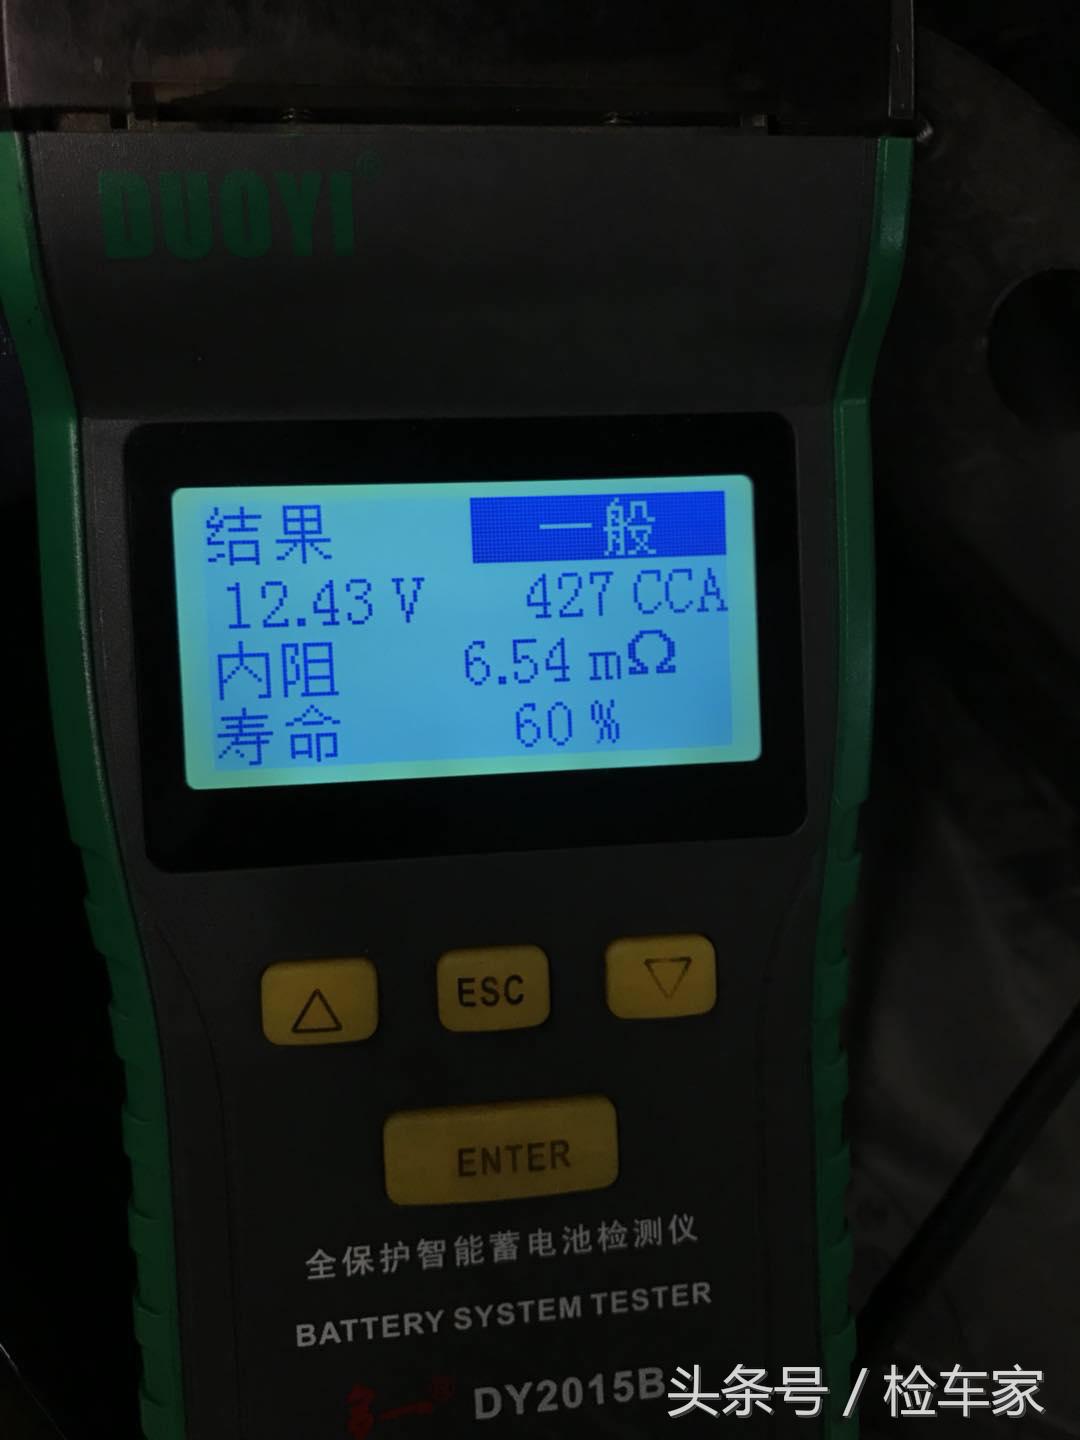 DUOYI®
结果 一般
12.43 V 427 CCA
内阻 6.54 mΩ
寿命 60 %
ESC
ENTER
全保护智能蓄电池检测仪
BATTERY SYSTEM TESTER
多一® DY2015B
头条号 / 检车家